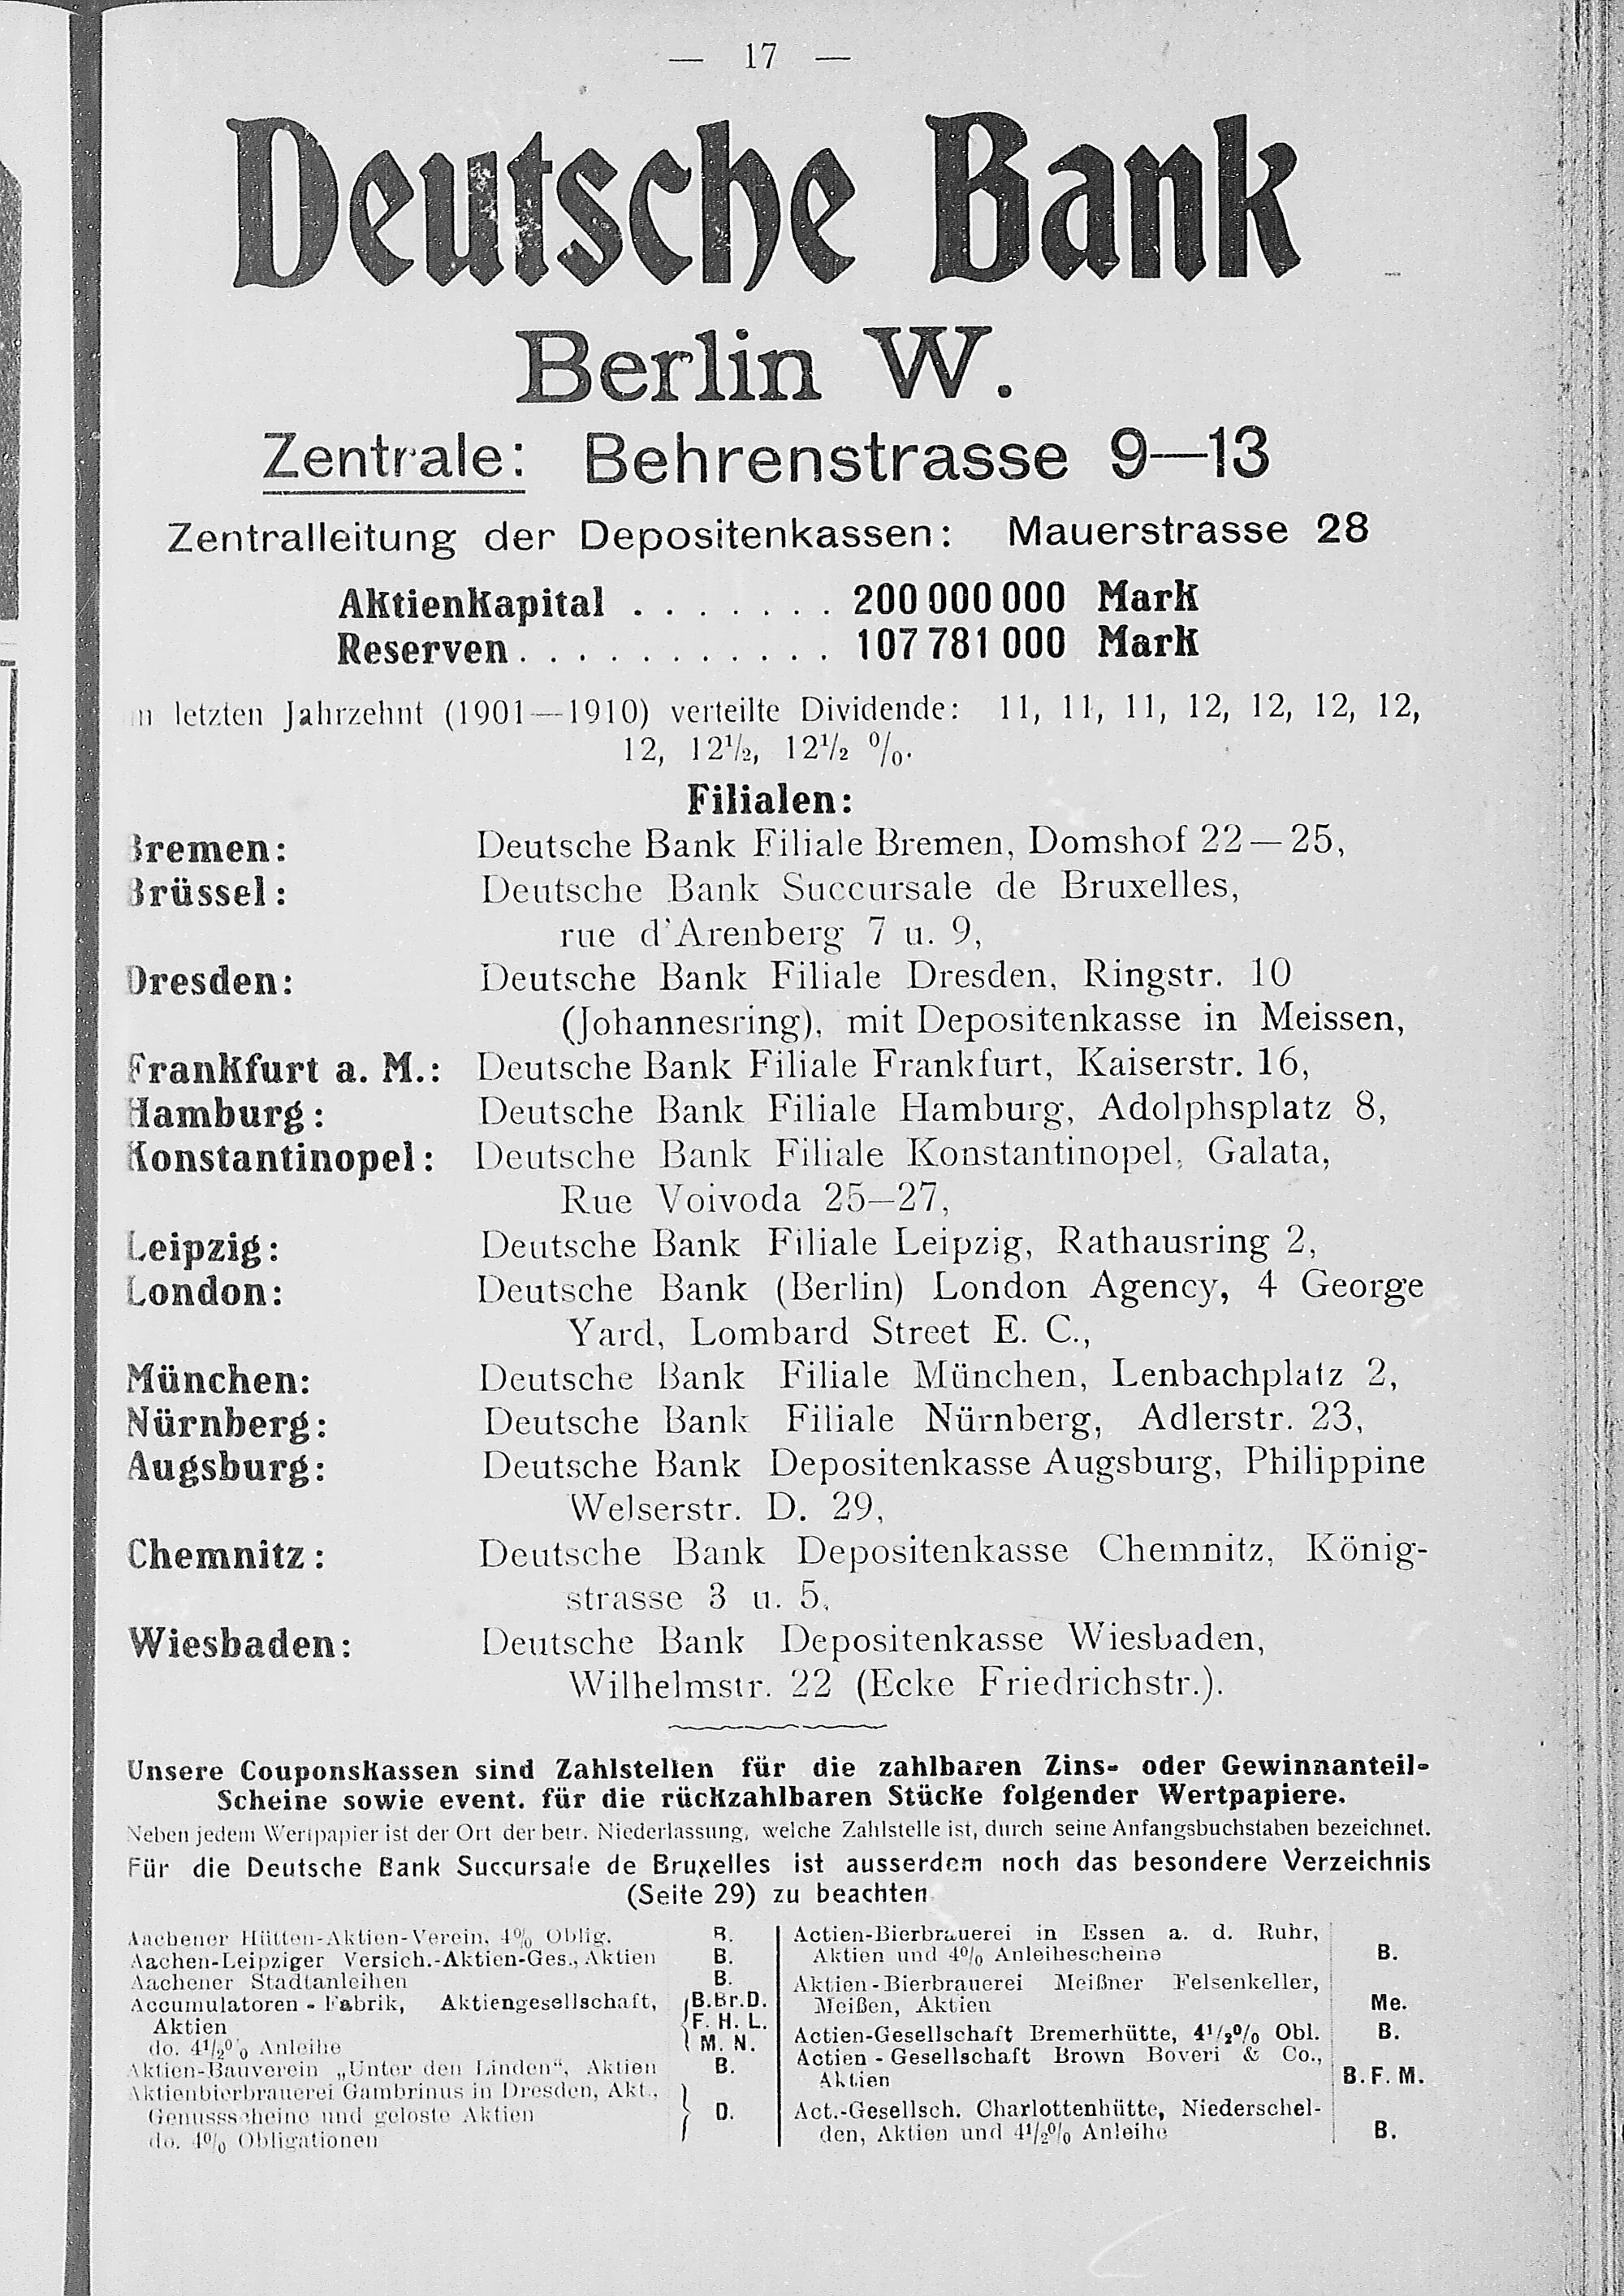 — 17 —
Deutsche Bank
Berlin W.
Zentrale: Behrenstrasse 9—13
Zentralleitung der Depositenkassen: Mauerstrasse 28
Aktienkapital . . . . . . . 200 000 000 Mark
Reserven . . . . . . . . . . . 107 781 000 Mark
letzten Jahrzehnt (1901—1910) verteilte Dividende: 11, 11, 11, 12, 12, 12, 12,
12, 12½, 12½ %.
Filialen:
Bremen: Deutsche Bank Filiale Bremen, Domshof 22—25,
Brüssel: Deutsche Bank Succursale de Bruxelles,
rue d'Arenberg 7 u. 9,
Dresden: Deutsche Bank Filiale Dresden, Ringstr. 10
(Johannesring), mit Depositenkasse in Meissen,
Frankfurt a. M.: Deutsche Bank Filiale Frankfurt, Kaiserstr. 16,
Hamburg: Deutsche Bank Filiale Hamburg, Adolphsplatz 8,
Konstantinopel: Deutsche Bank Filiale Konstantinopel, Galata,
Rue Voivoda 25—27,
Leipzig: Deutsche Bank Filiale Leipzig, Rathausring 2,
London: Deutsche Bank (Berlin) London Agency, 4 George
Yard, Lombard Street E. C.,
München: Deutsche Bank Filiale München, Lenbachplatz 2,
Nürnberg: Deutsche Bank Filiale Nürnberg, Adlerstr. 23,
Augsburg: Deutsche Bank Depositenkasse Augsburg, Philippine
Welserstr. D. 29,
Chemnitz: Deutsche Bank Depositenkasse Chemnitz, König-
strasse 3 u. 5,
Wiesbaden: Deutsche Bank Depositenkasse Wiesbaden,
Wilhelmstr. 22 (Ecke Friedrichstr.).
Unsere Couponskassen sind Zahlstellen für die zahlbaren Zins- oder Gewinnanteil-
Scheine sowie event. für die rückzahlbaren Stücke folgender Wertpapiere.
Neben jedem Wertpapier ist der Ort der betr. Niederlassung, welche Zahlstelle ist, durch seine Anfangsbuchstaben bezeichnet.
Für die Deutsche Bank Succursale de Bruxelles ist ausserdem noch das besondere Verzeichnis
(Seite 29) zu beachten
Aachener Hütten-Aktien-Verein, 4% Oblig. B.
Aachen-Leipziger Versich.-Aktien-Ges., Aktien B.
Aachener Stadtanleihen B.
Accumulatoren-Fabrik, Aktiengesellschaft, B.Br.D.
Aktien F. H. L.
do. 4½% Anleihe M. N.
Aktien-Bauverein „Unter den Linden“, Aktien B.
Aktienbierbrauerei Gambrinus in Dresden, Akt.,
Genussscheine und geloste Aktien D.
do. 4% Obligationen
Actien-Bierbrauerei in Essen a. d. Ruhr,
Aktien und 4% Anleihescheine B.
Aktien-Bierbrauerei Meißner Felsenkeller,
Meißen, Aktien Me.
Actien-Gesellschaft Bremerhütte, 4½% Obl. B.
Actien-Gesellschaft Brown Boveri & Co.,
Aktien B. F. M.
Act.-Gesellsch. Charlottenhütte, Niederschel-
den, Aktien und 4½% Anleihe B.